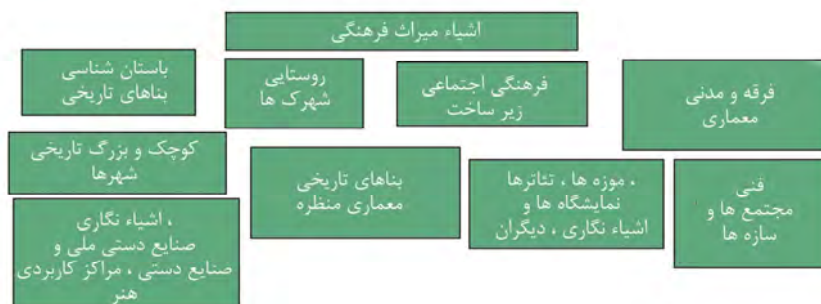 اشیاء میراث فرهنگی
باستان شناسی
بناهای تاریخی
روستایی
شهرک ها
فرهنگی اجتماعی
زیر ساخت
فرقه و مدنی
معماری
کوچک و بزرگ تاریخی
شهرها
بناهای تاریخی
معماری منظره
موزه ها ، تئاترها ،
نمایشگاه ها و
اشیاء نگاری ، دیگران
فنی
مجتمع ها و
سازه ها
اشیاء نگاری ،
صنایع دستی ملی و
صنایع دستی ، مراکز کاربردی
هنر